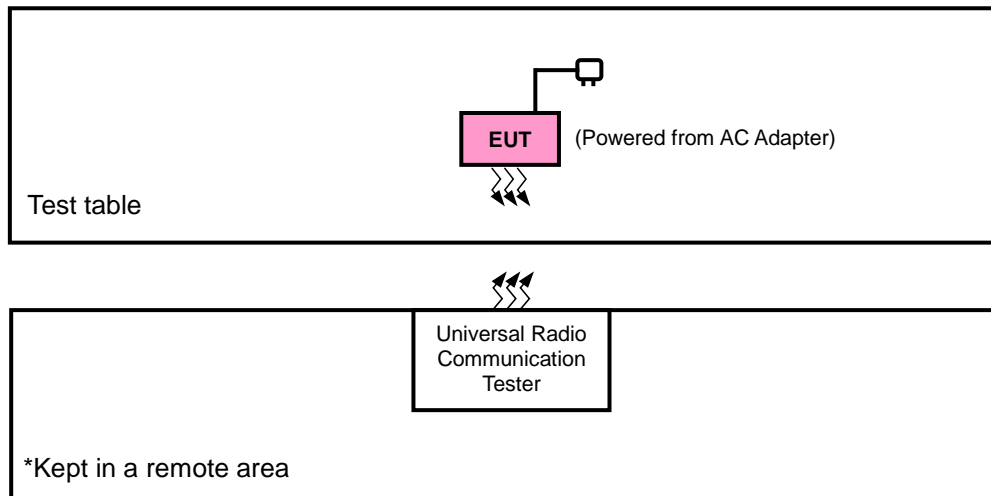 EUT
(Powered from AC Adapter)
Test table
Universal Radio
Communication
Tester
*Kept in a remote area